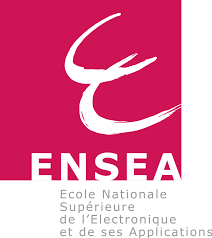 ENSEA
Ecole Nationale
Supérieure
de l'Electronique
et de ses Applications